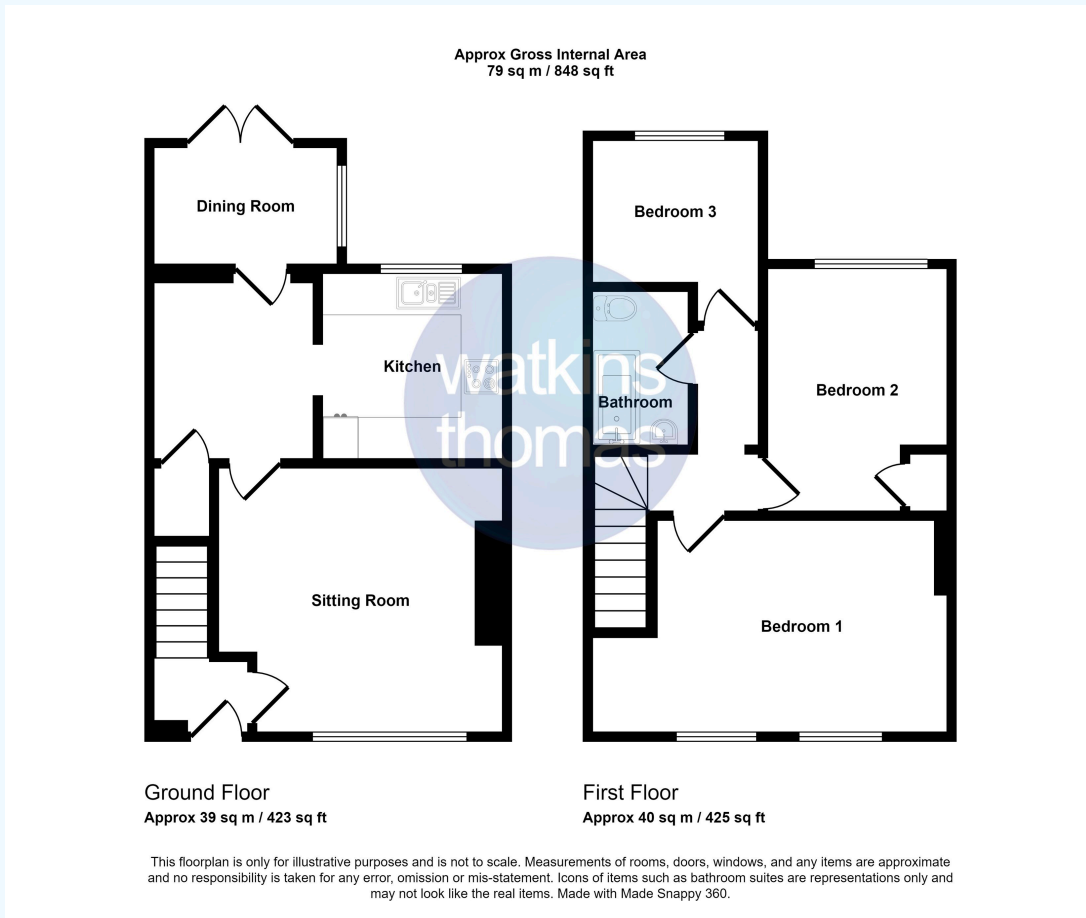 Approx Gross Internal Area
79 sq m / 848 sq ft
Dining Room
Bedroom 3
Kitchen
Bedroom 2
Bathroom
watkins
thomas
Sitting Room
Bedroom 1
Ground Floor
Approx 39 sq m / 423 sq ft
First Floor
Approx 40 sq m / 425 sq ft
This floorplan is only for illustrative purposes and is not to scale. Measurements of rooms, doors, windows, and any items are approximate
and no responsibility is taken for any error, omission or mis-statement. Icons of items such as bathroom suites are representations only and
may not look like the real items. Made with Made Snappy 360.